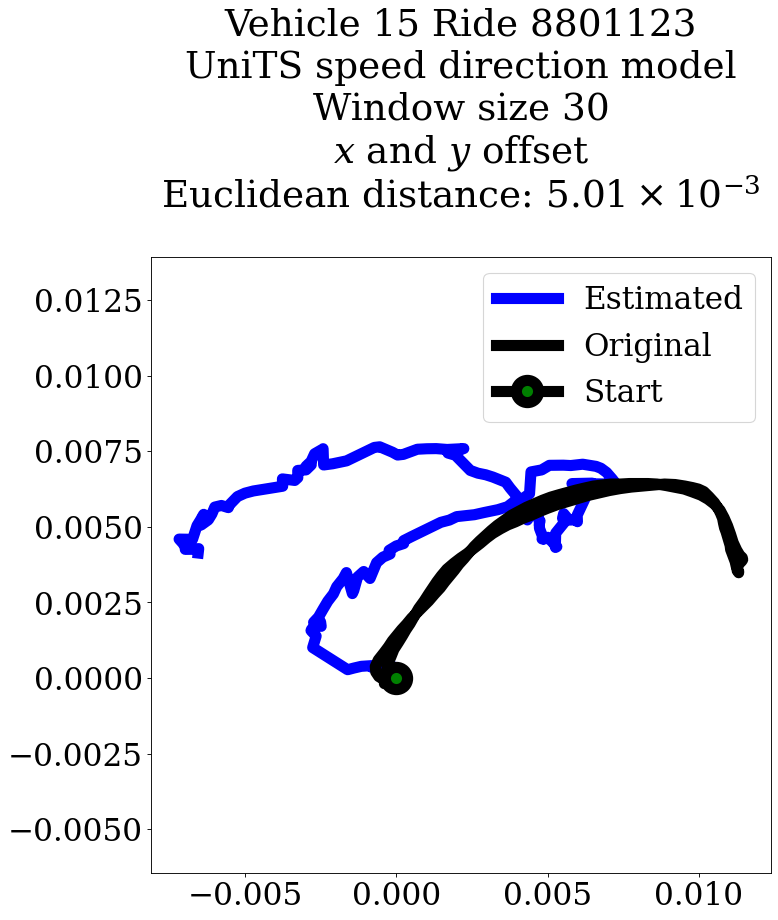 Vehicle 15 Ride 8801123
UniTS speed direction model
Window size 30
x and y offset
Euclidean distance: 5.01 × 10⁻³
Estimated
Original
Start
0.0125
0.0100
0.0075
0.0050
0.0025
0.0000
−0.0025
−0.0050
−0.005 0.000 0.005 0.010